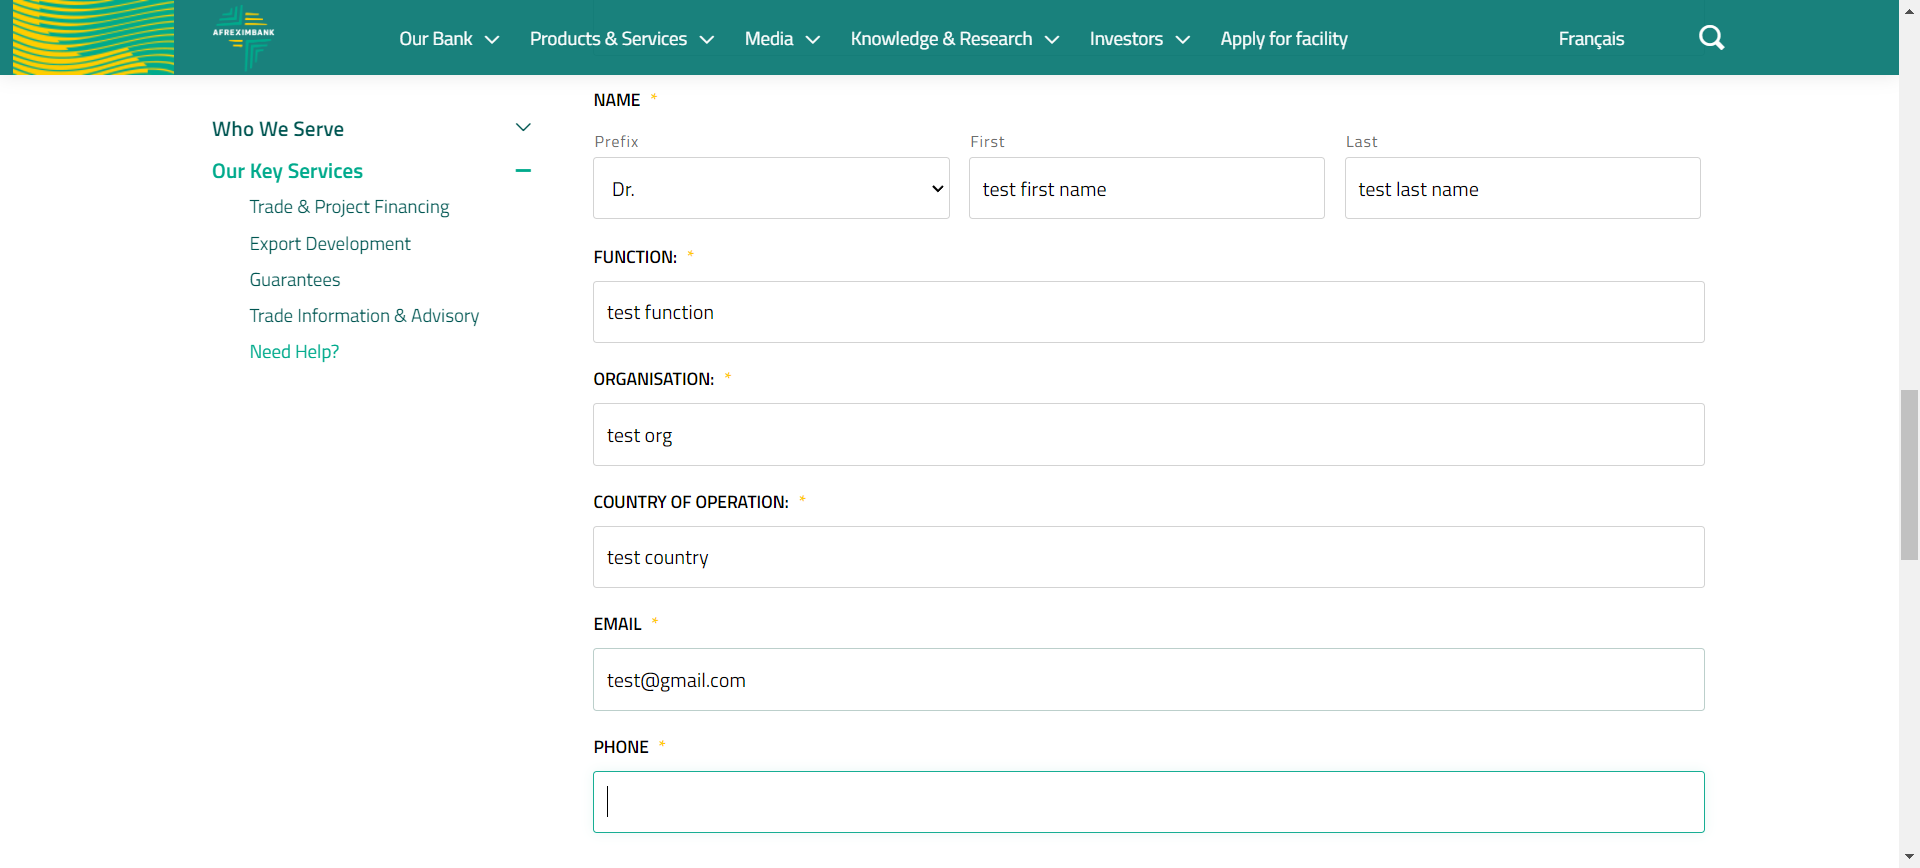 AFREXIMBANK
Our Bank Products & Services Media Knowledge & Research Investors Apply for facility Français
Who We Serve
Our Key Services
Trade & Project Financing
Export Development
Guarantees
Trade Information & Advisory
Need Help?
NAME *
Prefix First Last
Dr. test first name test last name
FUNCTION: *
test function
ORGANISATION: *
test org
COUNTRY OF OPERATION: *
test country
EMAIL *
test@gmail.com
PHONE *